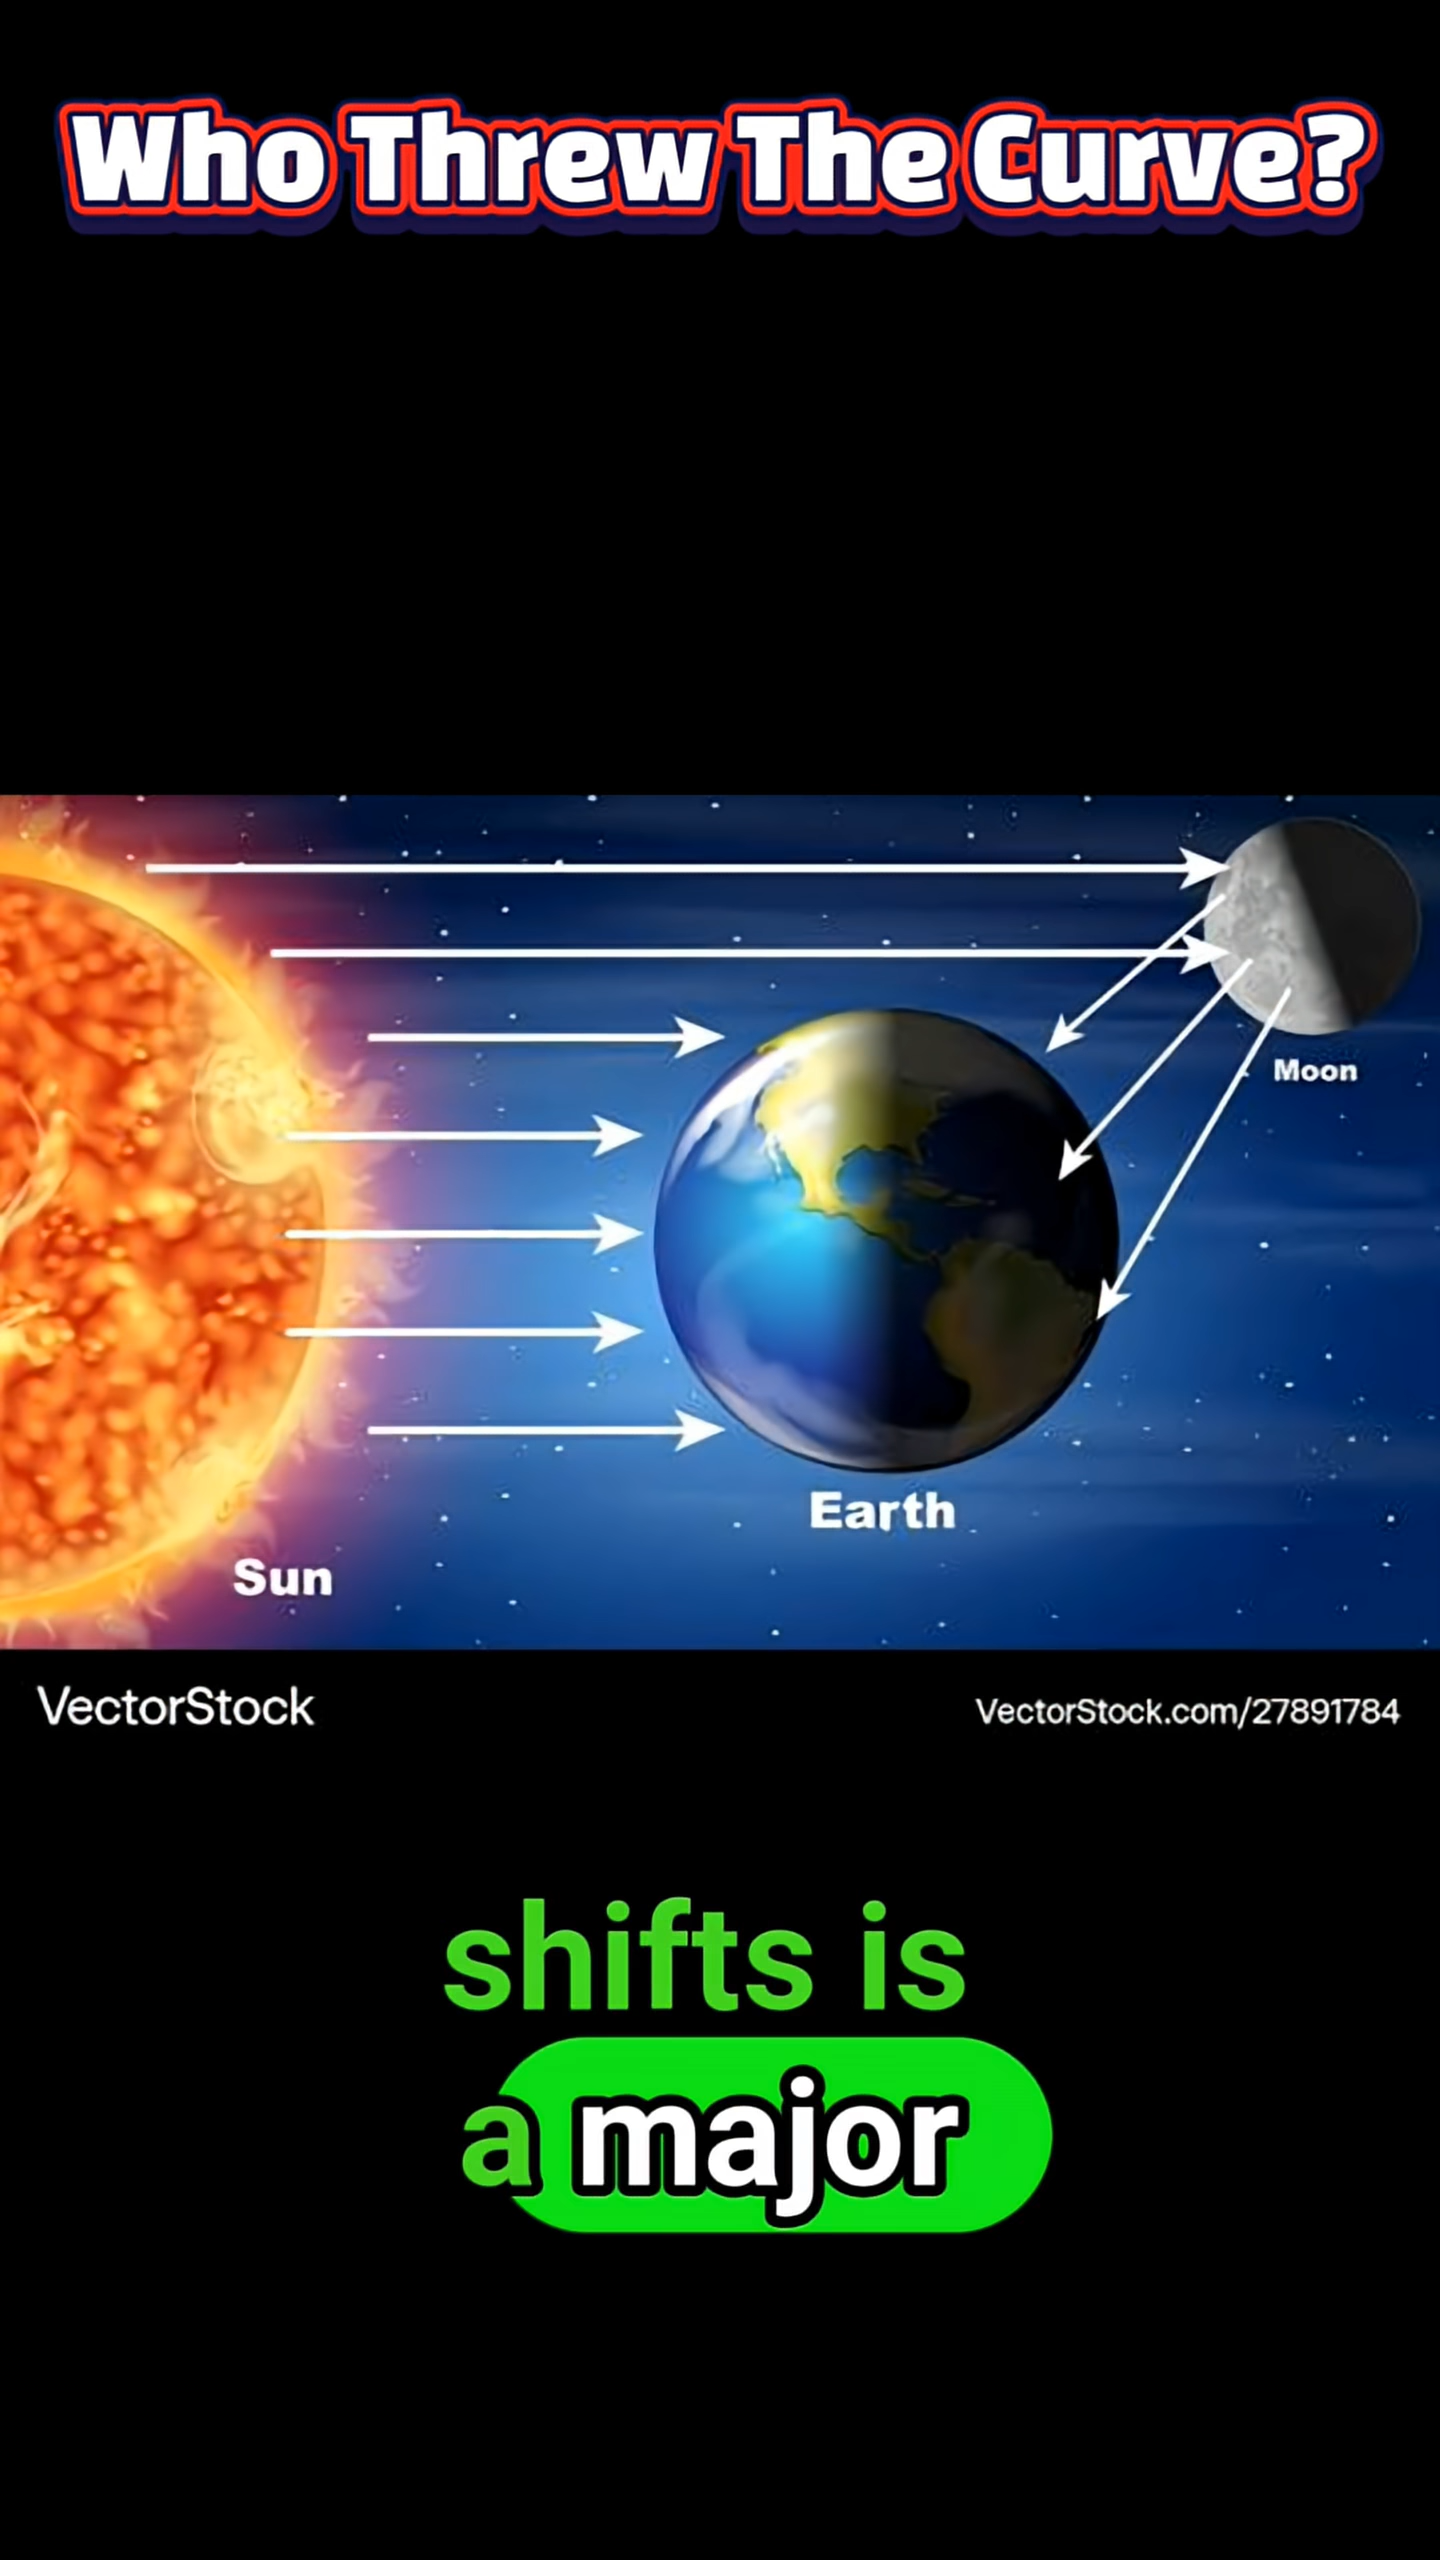 Who Threw The Curve?
Moon
Earth
Sun
VectorStock
VectorStock.com/27891784
shifts is
a major